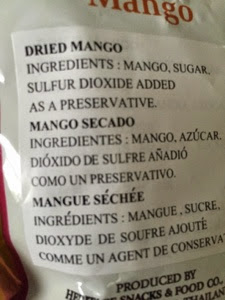 Mango
DRIED MANGO
INGREDIENTS : MANGO, SUGAR,
SULFUR DIOXIDE ADDED
AS A PRESERVATIVE.
MANGO SECADO
INGREDIENTES : MANGO, AZÚCAR.
DIÓXIDO DE SULFRE AÑADIÓ
COMO UN PRESERVATIVO.
MANGUE SÉCHÉE
INGRÉDIENTS : MANGUE , SUCRE,
DIOXYDE DE SOUFRE AJOUTÉ
COMME UN AGENT DE CONSERVAT
PRODUCED BY
SNACKS & FOOD CO.,
THAILAND